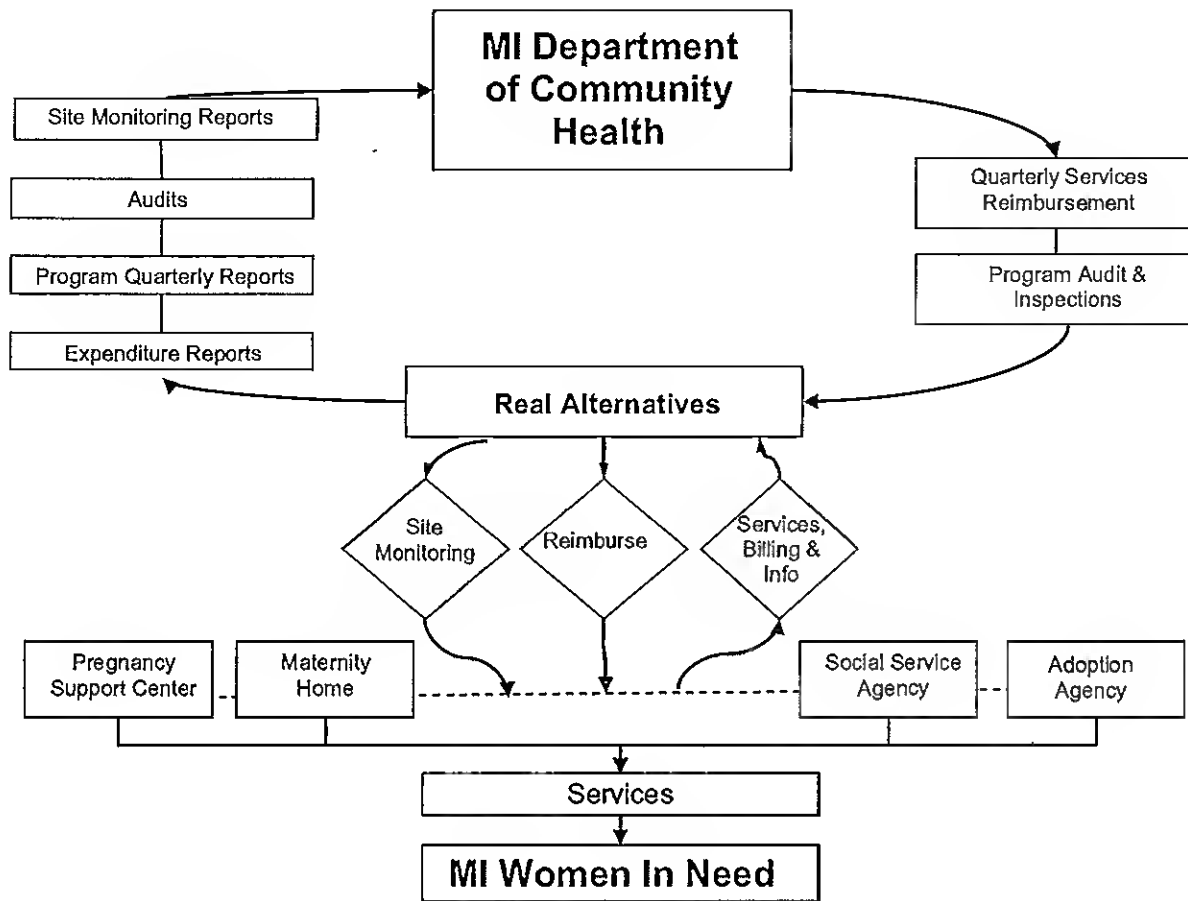 MI Department
of Community
Health
Site Monitoring Reports
Audits
Program Quarterly Reports
Expenditure Reports
Quarterly Services
Reimbursement
Program Audit &
Inspections
Real Alternatives
Site
Monitoring
Reimburse
Services,
Billing &
Info
Pregnancy
Support Center
Maternity
Home
Social Service
Agency
Adoption
Agency
Services
MI Women In Need